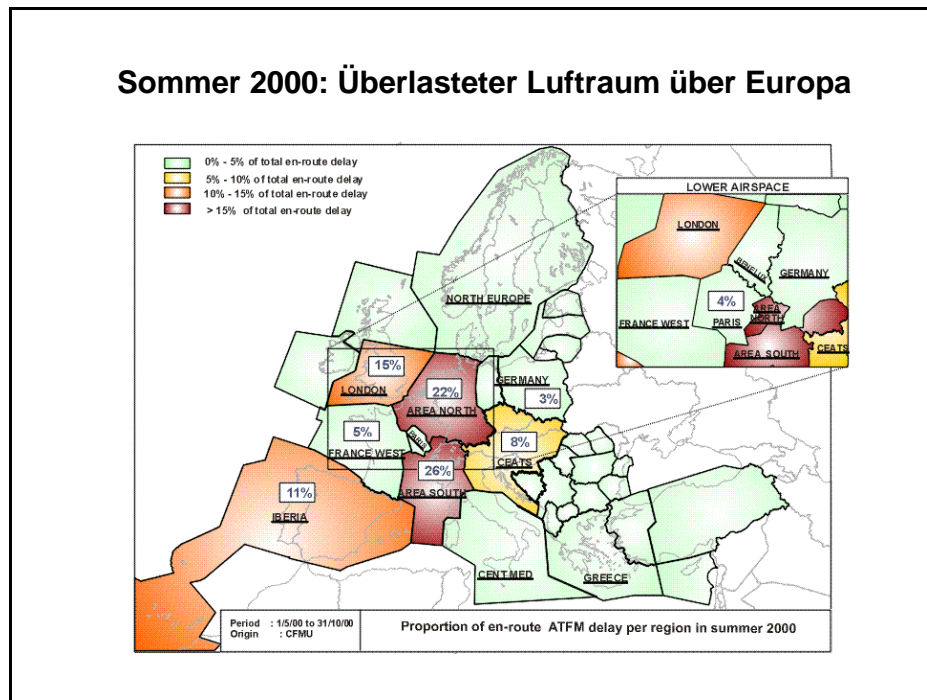 Sommer 2000: Überlasteter Luftraum über Europa
0% - 5% of total en-route delay
5% - 10% of total en-route delay
10% - 15% of total en-route delay
> 15% of total en-route delay
LOWER AIRSPACE
LONDON
BENELUX
GERMANY
4%
AREA
NORTH
FRANCE WEST
PARIS
CEATS
AREA SOUTH
NORTH EUROPE
15%
LONDON
GERMANY
22%
3%
AREA NORTH
5%
PARIS
8%
FRANCE WEST
CEATS
26%
AREA SOUTH
11%
IBERIA
CENT MED
GREECE
Period : 1/5/00 to 31/10/00
Origin : CFMU
Proportion of en-route ATFM delay per region in summer 2000